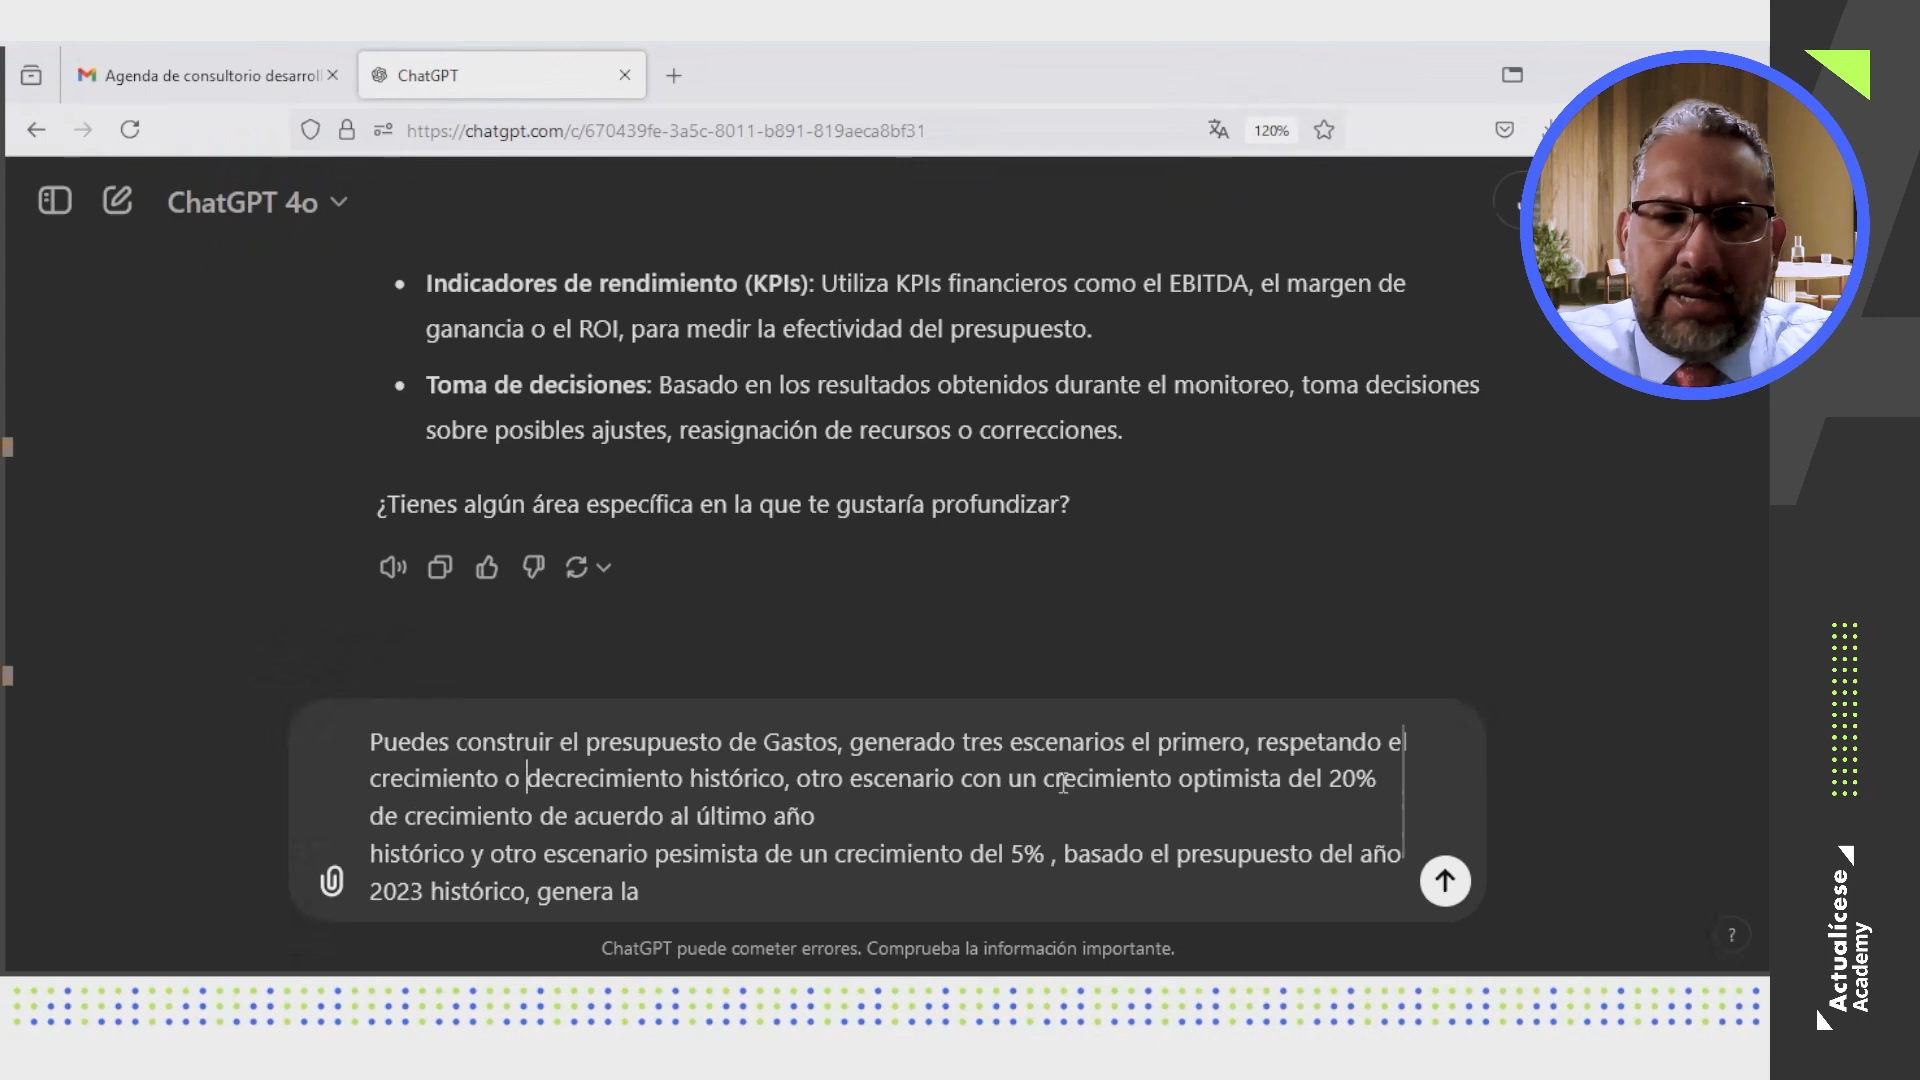 Agenda de consultorio desarroll
ChatGPT
https://chatgpt.com/c/670439fe-3a5c-8011-b891-819aeca8bf31
120%
ChatGPT 4o
Indicadores de rendimiento (KPIs): Utiliza KPIs financieros como el EBITDA, el margen de
ganancia o el ROI, para medir la efectividad del presupuesto.
Toma de decisiones: Basado en los resultados obtenidos durante el monitoreo, toma decisiones
sobre posibles ajustes, reasignación de recursos o correcciones.
¿Tienes algún área específica en la que te gustaría profundizar?
Puedes construir el presupuesto de Gastos, generado tres escenarios el primero, respetando el
crecimiento o decrecimiento histórico, otro escenario con un crecimiento optimista del 20%
de crecimiento de acuerdo al último año
histórico y otro escenario pesimista de un crecimiento del 5% , basado el presupuesto del año
2023 histórico, genera la
ChatGPT puede cometer errores. Comprueba la información importante.
?
Actualícese
Academy